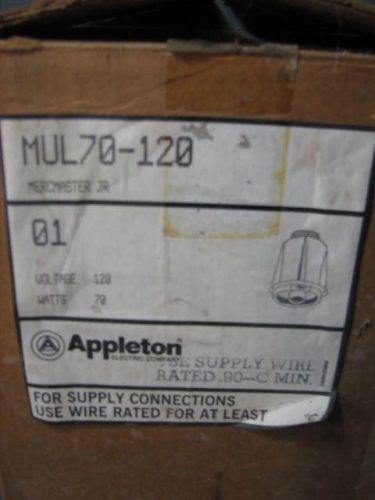 MUL70-120
MERCMASTER JR
01
VOLTAGE 120
WATTS 70
Appleton
ELECTRIC COMPANY
USE SUPPLY WIRE
RATED 90-C MIN.
FOR SUPPLY CONNECTIONS
USE WIRE RATED FOR AT LEAST °C